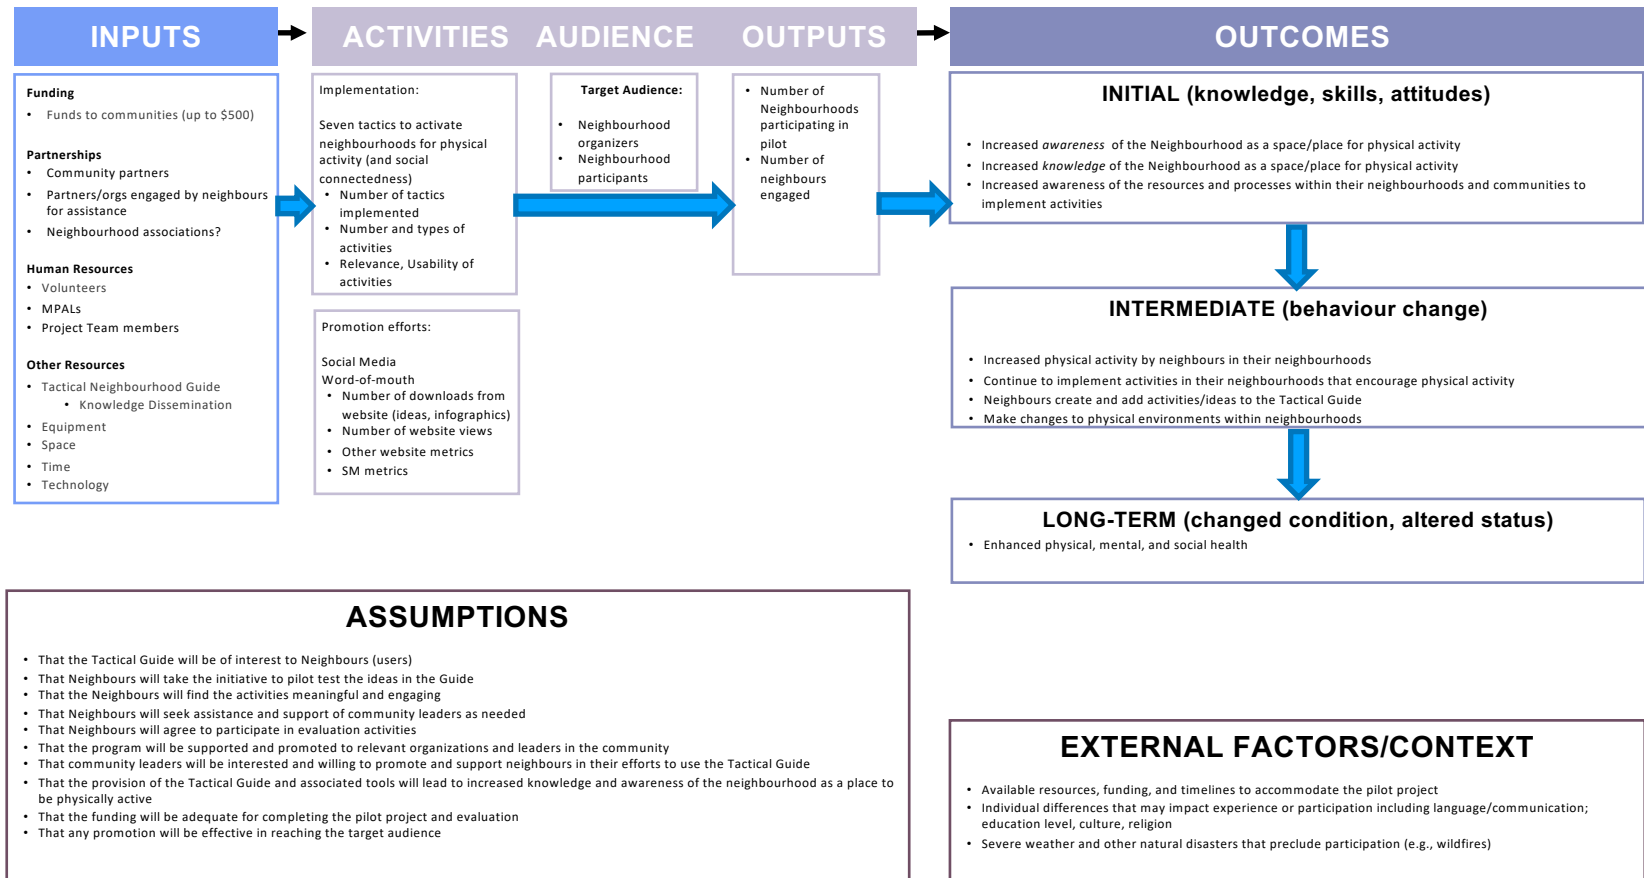 INPUTS
ACTIVITIES
AUDIENCE
OUTPUTS
OUTCOMES
Funding
• Funds to communities (up to $500)
Partnerships
• Community partners
• Partners/orgs engaged by neighbours
for assistance
• Neighbourhood associations?
Human Resources
• Volunteers
• MPALs
• Project Team members
Other Resources
• Tactical Neighbourhood Guide
• Knowledge Dissemination
• Equipment
• Space
• Time
• Technology
Implementation:
Seven tactics to activate
neighbourhoods for physical
activity (and social
connectedness)
• Number of tactics
implemented
• Number and types of
activities
• Relevance, Usability of
activities
Promotion efforts:
Social Media
Word-of-mouth
• Number of downloads from
website (ideas, infographics)
• Number of website views
• Other website metrics
• SM metrics
Target Audience:
• Neighbourhood
organizers
• Neighbourhood
participants
• Number of
Neighbourhoods
participating in
pilot
• Number of
neighbours
engaged
INITIAL (knowledge, skills, attitudes)
• Increased awareness of the Neighbourhood as a space/place for physical activity
• Increased knowledge of the Neighbourhood as a space/place for physical activity
• Increased awareness of the resources and processes within their neighbourhoods and communities to
implement activities
INTERMEDIATE (behaviour change)
• Increased physical activity by neighbours in their neighbourhoods
• Continue to implement activities in their neighbourhoods that encourage physical activity
• Neighbours create and add activities/ideas to the Tactical Guide
• Make changes to physical environments within neighbourhoods
LONG-TERM (changed condition, altered status)
• Enhanced physical, mental, and social health
ASSUMPTIONS
• That the Tactical Guide will be of interest to Neighbours (users)
• That Neighbours will take the initiative to pilot test the ideas in the Guide
• That the Neighbours will find the activities meaningful and engaging
• That Neighbours will seek assistance and support of community leaders as needed
• That Neighbours will agree to participate in evaluation activities
• That the program will be supported and promoted to relevant organizations and leaders in the community
• That community leaders will be interested and willing to promote and support neighbours in their efforts to use the Tactical Guide
• That the provision of the Tactical Guide and associated tools will lead to increased knowledge and awareness of the neighbourhood as a place to
be physically active
• That the funding will be adequate for completing the pilot project and evaluation
• That any promotion will be effective in reaching the target audience
EXTERNAL FACTORS/CONTEXT
• Available resources, funding, and timelines to accommodate the pilot project
• Individual differences that may impact experience or participation including language/communication;
education level, culture, religion
• Severe weather and other natural disasters that preclude participation (e.g., wildfires)